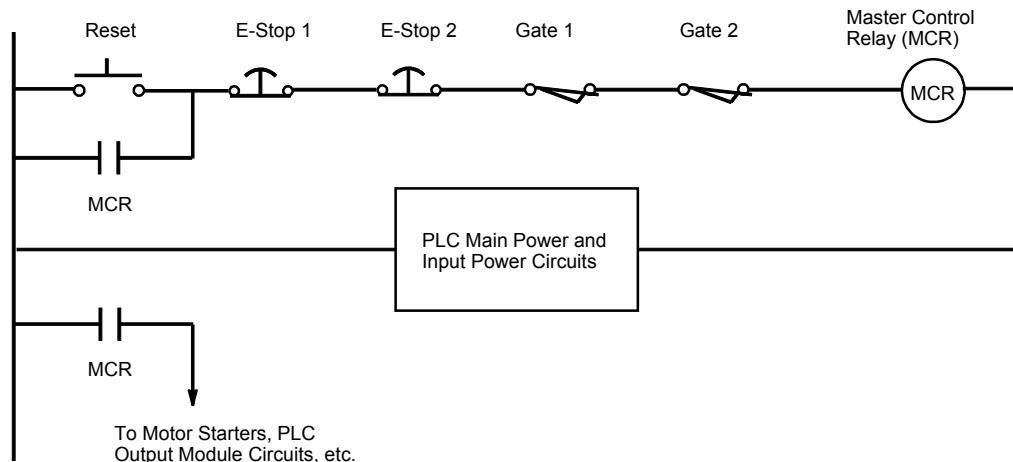 Reset
E-Stop 1
E-Stop 2
Gate 1
Gate 2
Master Control
Relay (MCR)
MCR
MCR
PLC Main Power and
Input Power Circuits
MCR
To Motor Starters, PLC
Output Module Circuits, etc.